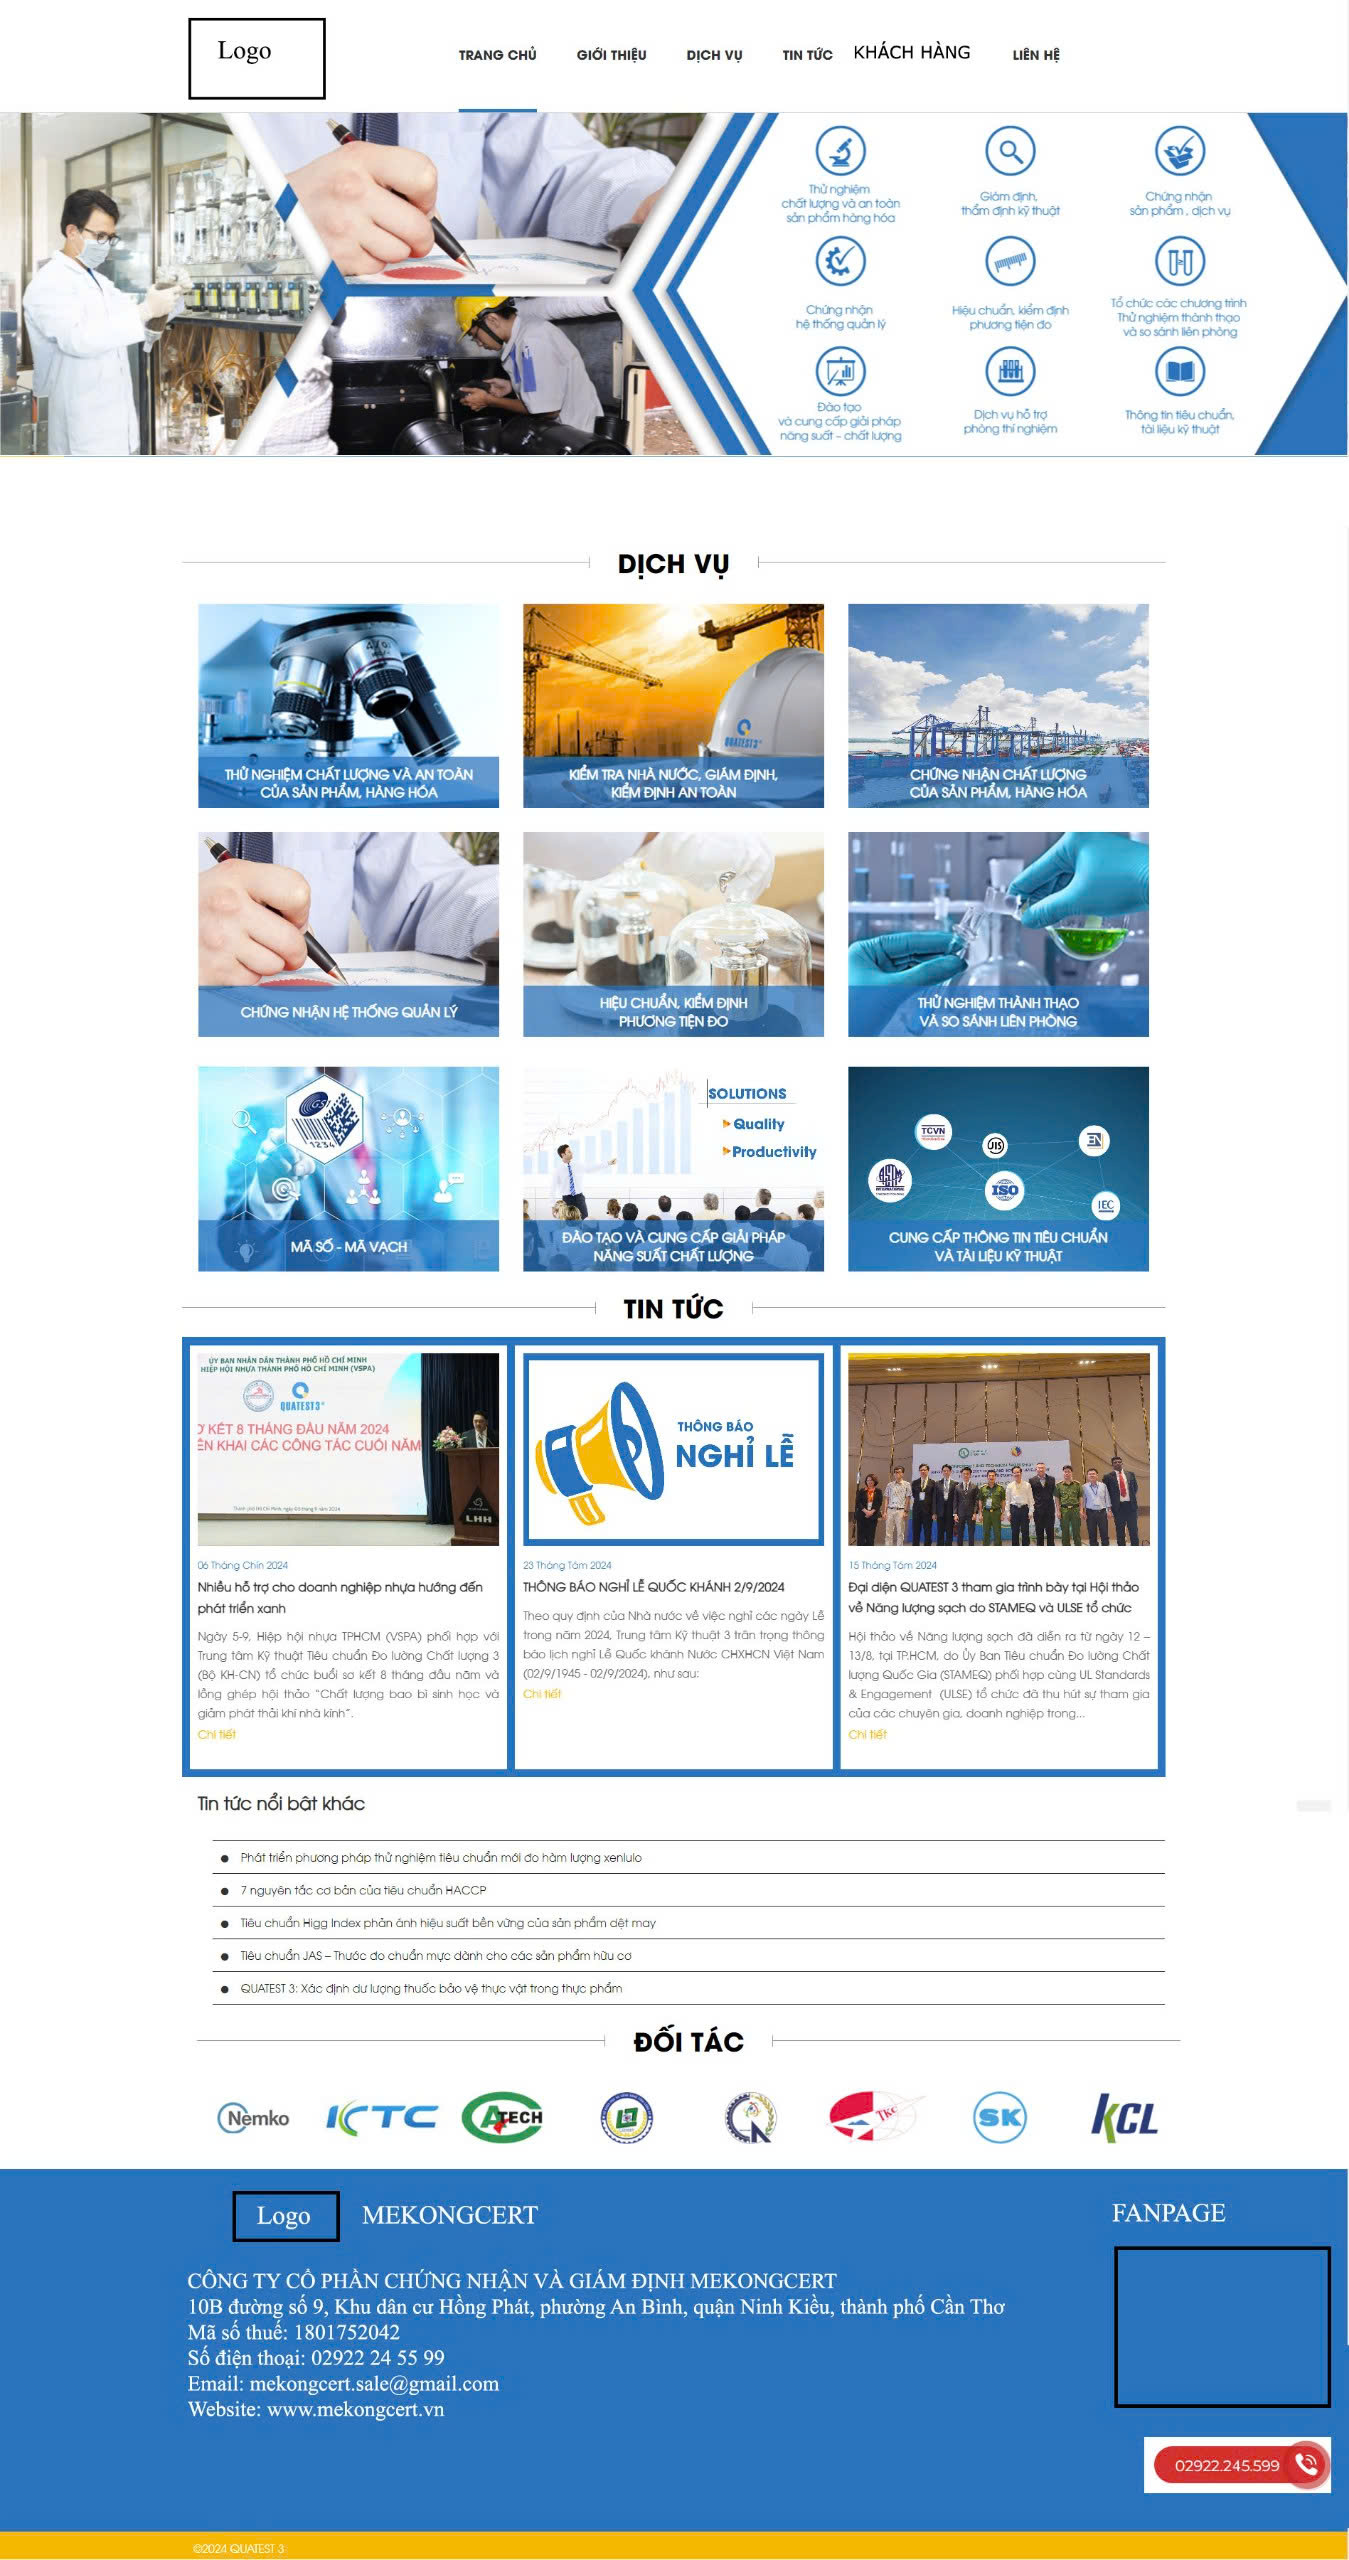 Logo
TRANG CHỦ GIỚI THIỆU DỊCH VỤ TIN TỨC KHÁCH HÀNG LIÊN HỆ
Thử nghiệm
chất lượng và an toàn
sản phẩm hàng hóa
Giám định,
thẩm định kỹ thuật
Chứng nhận
sản phẩm , dịch vụ
Chứng nhận
hệ thống quản lý
Hiệu chuẩn, kiểm định
phương tiện đo
Tổ chức các chương trình
Thử nghiệm thành thạo
và so sánh liên phòng
Đào tạo
và cung cấp giải pháp
năng suất - chất lượng
Dịch vụ hỗ trợ
phòng thí nghiệm
Thông tin tiêu chuẩn,
tài liệu kỹ thuật
DỊCH VỤ
THỬ NGHIỆM CHẤT LƯỢNG VÀ AN TOÀN
CỦA SẢN PHẨM, HÀNG HÓA
QUATEST3
KIỂM TRA NHÀ NƯỚC, GIÁM ĐỊNH,
KIỂM ĐỊNH AN TOÀN
CHỨNG NHẬN CHẤT LƯỢNG
CỦA SẢN PHẨM, HÀNG HÓA
CHỨNG NHẬN HỆ THỐNG QUẢN LÝ
HIỆU CHUẨN, KIỂM ĐỊNH
PHƯƠNG TIỆN ĐO
THỬ NGHIỆM THÀNH THẠO
VÀ SO SÁNH LIÊN PHÒNG
GS1
1234
MÃ SỐ - MÃ VẠCH
SOLUTIONS
Quality
Productivity
ĐÀO TẠO VÀ CUNG CẤP GIẢI PHÁP
NĂNG SUẤT CHẤT LƯỢNG
TCVN
JIS
EN
ASTM
ISO
IEC
CUNG CẤP THÔNG TIN TIÊU CHUẨN
VÀ TÀI LIỆU KỸ THUẬT
TIN TỨC
ỦY BAN NHÂN DÂN THÀNH PHỐ HỒ CHÍ MINH
HIỆP HỘI NHỰA THÀNH PHỐ HỒ CHÍ MINH (VSPA)
QUATEST3
Ơ KẾT 8 THÁNG ĐẦU NĂM 2024
ÊN KHAI CÁC CÔNG TÁC CUỐI NĂM
LHH
06 Tháng Chín 2024
Nhiều hỗ trợ cho doanh nghiệp nhựa hướng đến
phát triển xanh
Ngày 5-9, Hiệp hội nhựa TPHCM (VSPA) phối hợp với
Trung tâm Kỹ thuật Tiêu chuẩn Đo lường Chất lượng 3
(Bộ KH-CN) tổ chức buổi sơ kết 8 tháng đầu năm và
lồng ghép hội thảo “Chất lượng bao bì sinh học và
giảm phát thải khí nhà kính”.
Chi tiết
THÔNG BÁO
NGHỈ LỄ
23 Tháng Tám 2024
THÔNG BÁO NGHỈ LỄ QUỐC KHÁNH 2/9/2024
Theo quy định của Nhà nước về việc nghỉ các ngày Lễ
trong năm 2024, Trung tâm Kỹ thuật 3 trân trọng thông
báo lịch nghỉ Lễ Quốc khánh Nước CHXHCN Việt Nam
(02/9/1945 - 02/9/2024), như sau:
Chi tiết
15 Tháng Tám 2024
Đại diện QUATEST 3 tham gia trình bày tại Hội thảo
về Năng lượng sạch do STAMEQ và ULSE tổ chức
Hội thảo về Năng lượng sạch đã diễn ra từ ngày 12 –
13/8, tại TP.HCM, do Ủy Ban Tiêu chuẩn Đo lường Chất
lượng Quốc Gia (STAMEQ) phối hợp cùng UL Standards
& Engagement (ULSE) tổ chức đã thu hút sự tham gia
của các chuyên gia, doanh nghiệp trong...
Chi tiết
Tin tức nổi bật khác
Phát triển phương pháp thử nghiệm tiêu chuẩn mới đo hàm lượng xenlulo
7 nguyên tắc cơ bản của tiêu chuẩn HACCP
Tiêu chuẩn Higg Index phản ánh hiệu suất bền vững của sản phẩm dệt may
Tiêu chuẩn JAS – Thước đo chuẩn mực dành cho các sản phẩm hữu cơ
QUATEST 3: Xác định dư lượng thuốc bảo vệ thực vật trong thực phẩm
ĐỐI TÁC
Nemko KTC CATECH TKC SK KCL
Logo MEKONGCERT
FANPAGE
CÔNG TY CỔ PHẦN CHỨNG NHẬN VÀ GIÁM ĐỊNH MEKONGCERT
10B đường số 9, Khu dân cư Hồng Phát, phường An Bình, quận Ninh Kiều, thành phố Cần Thơ
Mã số thuế: 1801752042
Số điện thoại: 02922 24 55 99
Email: mekongcert.sale@gmail.com
Website: www.mekongcert.vn
02922.245.599
©2024 QUATEST 3